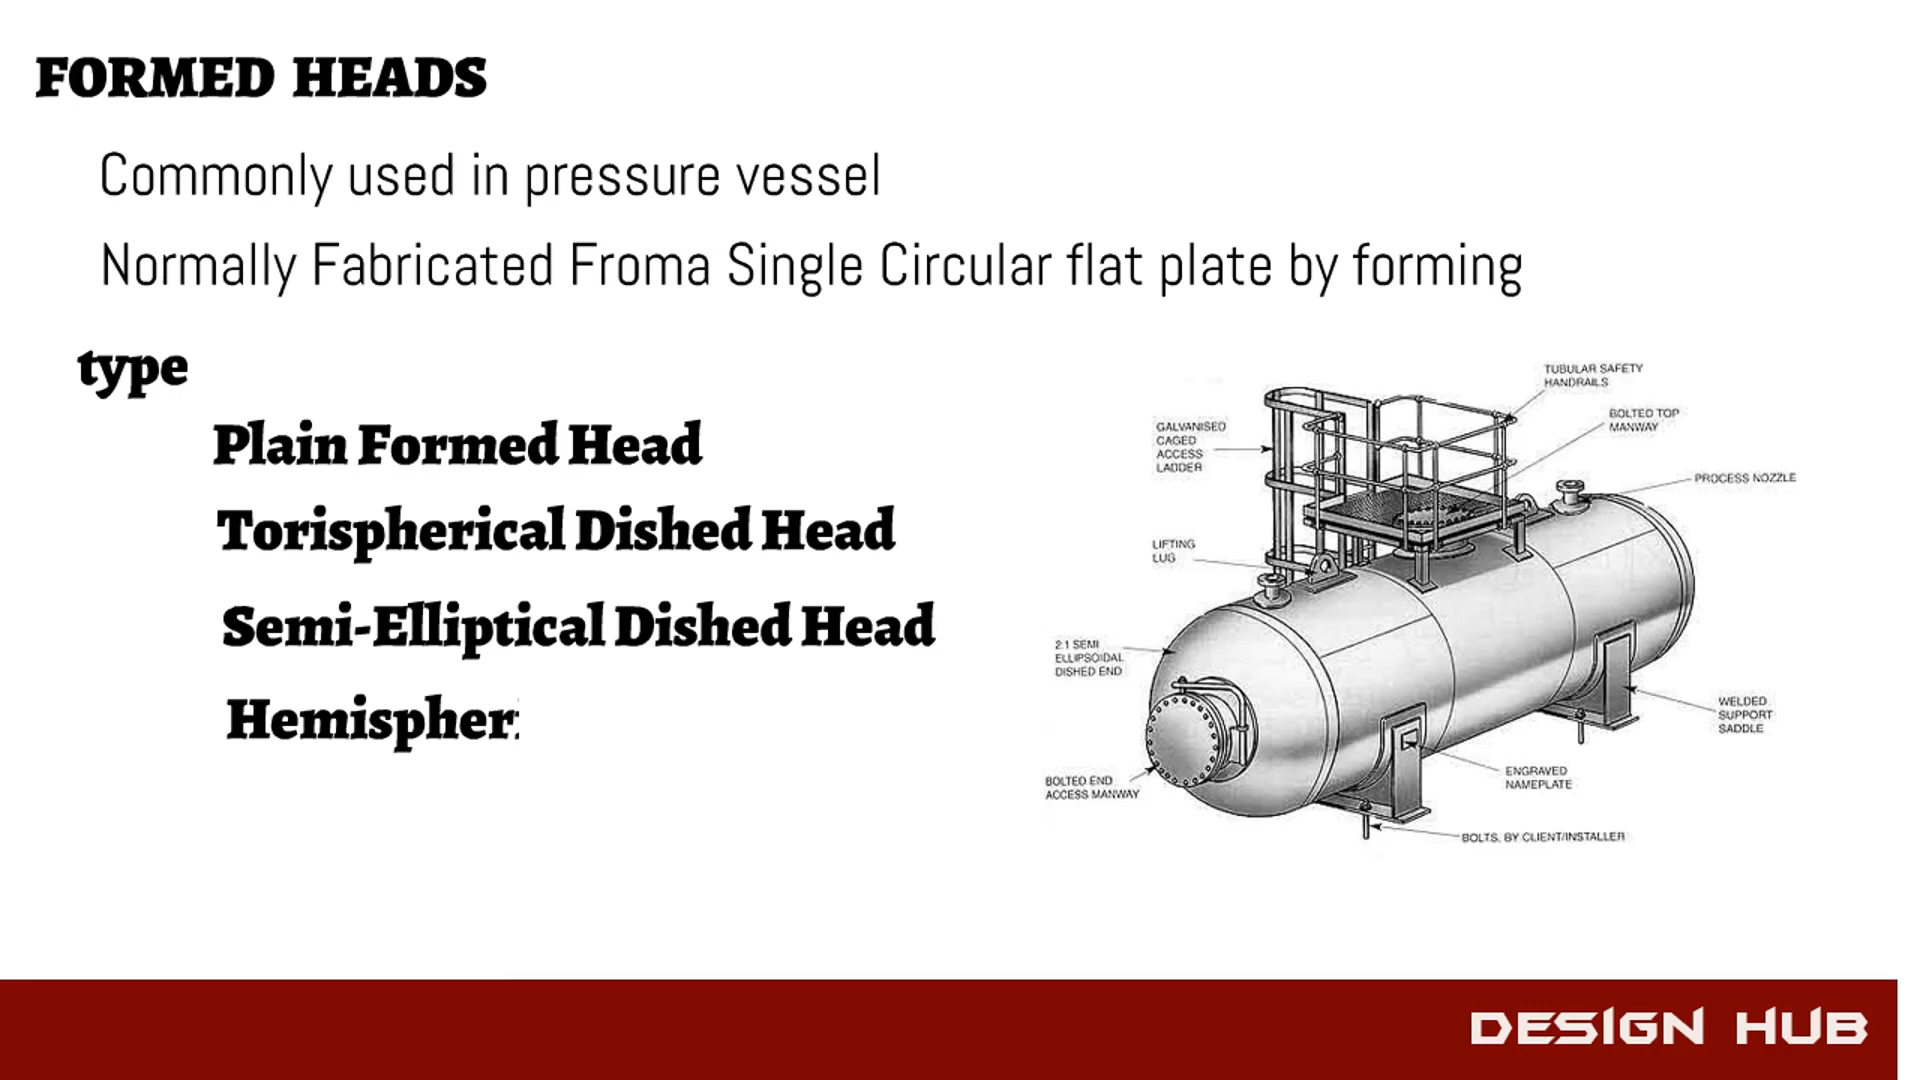 FORMED HEADS
Commonly used in pressure vessel
Normally Fabricated Froma Single Circular flat plate by forming
type
Plain Formed Head
Torispherical Dished Head
Semi-Elliptical Dished Head
Hemispher
TUBULAR SAFETY
HANDRAILS
BOLTED TOP
MANWAY
GALVANISED
CAGED
ACCESS
LADDER
PROCESS NOZZLE
LIFTING
LUG
2:1 SEMI
ELLIPSOIDAL
DISHED END
WELDED
SUPPORT
SADDLE
ENGRAVED
NAMEPLATE
BOLTED END
ACCESS MANWAY
BOLTS, BY CLIENT/INSTALLER
DESIGN HUB